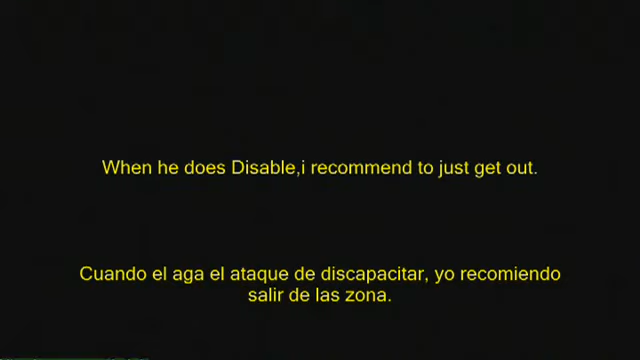 When he does Disable,i recommend to just get out.
Cuando el aga el ataque de discapacitar, yo recomiendo
salir de las zona.